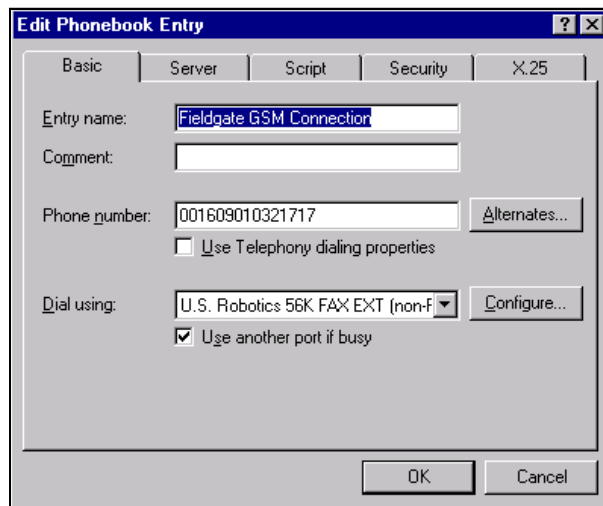 Edit Phonebook Entry
Basic Server Script Security X.25
Entry name: Fieldgate GSM Connection
Comment:
Phone number: 001609010321717 Alternates...
Use Telephony dialing properties
Dial using: U.S. Robotics 56K FAX EXT (non-F Configure...
Use another port if busy
OK Cancel